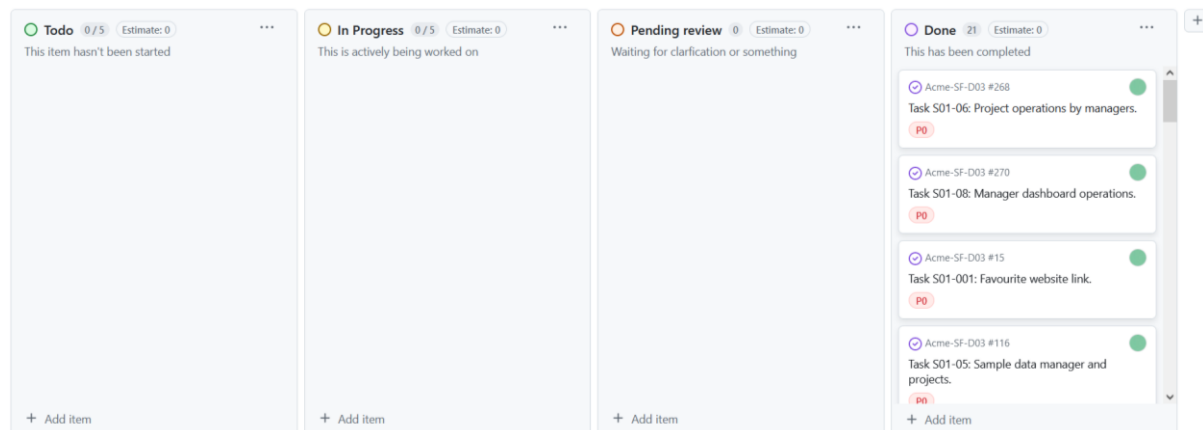 Todo 0 / 5 Estimate: 0 ...
This item hasn't been started
+ Add item
In Progress 0 / 5 Estimate: 0 ...
This is actively being worked on
+ Add item
Pending review 0 Estimate: 0 ...
Waiting for clarfication or something
+ Add item
Done 21 Estimate: 0 ...
This has been completed
Acme-SF-D03 #268
Task S01-06: Project operations by managers.
P0
Acme-SF-D03 #270
Task S01-08: Manager dashboard operations.
P0
Acme-SF-D03 #15
Task S01-001: Favourite website link.
P0
Acme-SF-D03 #116
Task S01-05: Sample data manager and
projects.
P0
+ Add item
+